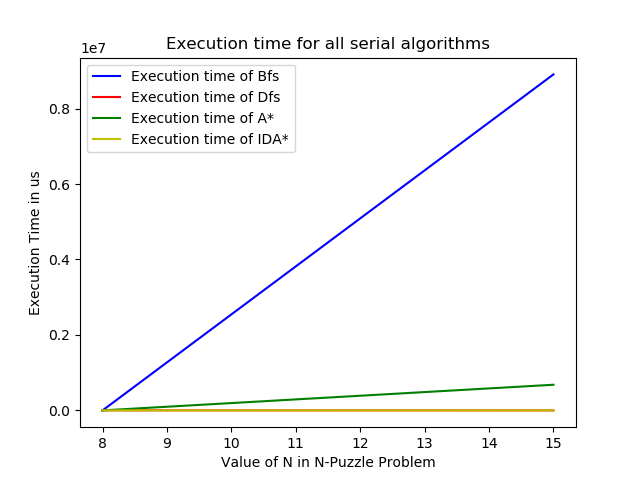 Execution time for all serial algorithms
1e7
Execution time of Bfs
Execution time of Dfs
Execution time of A*
Execution time of IDA*
0.8
0.6
0.4
0.2
0.0
Execution Time in us
8 9 10 11 12 13 14 15
Value of N in N-Puzzle Problem